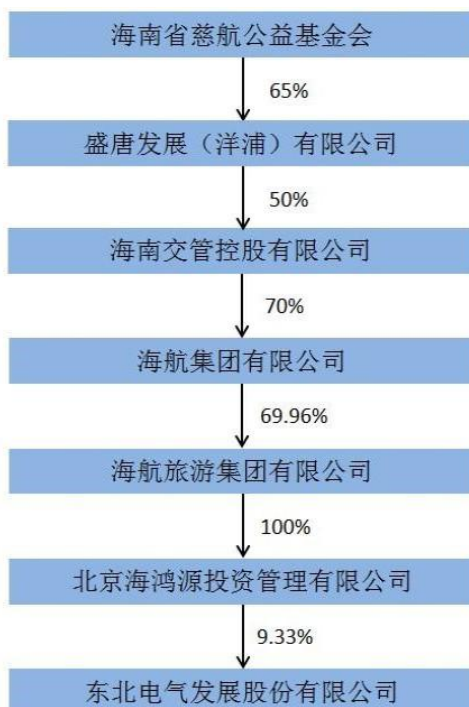 海南省慈航公益基金会
65%
盛唐发展（洋浦）有限公司
50%
海南交管控股有限公司
70%
海航集团有限公司
69.96%
海航旅游集团有限公司
100%
北京海鸿源投资管理有限公司
9.33%
东北电气发展股份有限公司